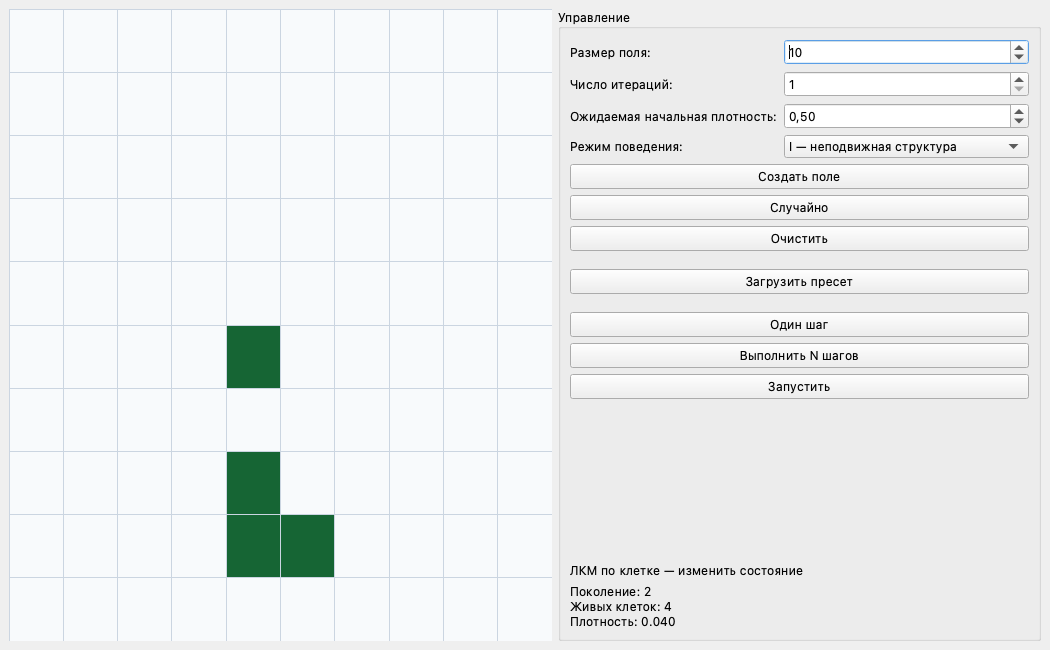 Управление
Размер поля: 10
Число итераций: 1
Ожидаемая начальная плотность: 0,50
Режим поведения: I — неподвижная структура
Создать поле
Случайно
Очистить
Загрузить пресет
Один шаг
Выполнить N шагов
Запустить
ЛКМ по клетке — изменить состояние
Поколение: 2
Живых клеток: 4
Плотность: 0.040